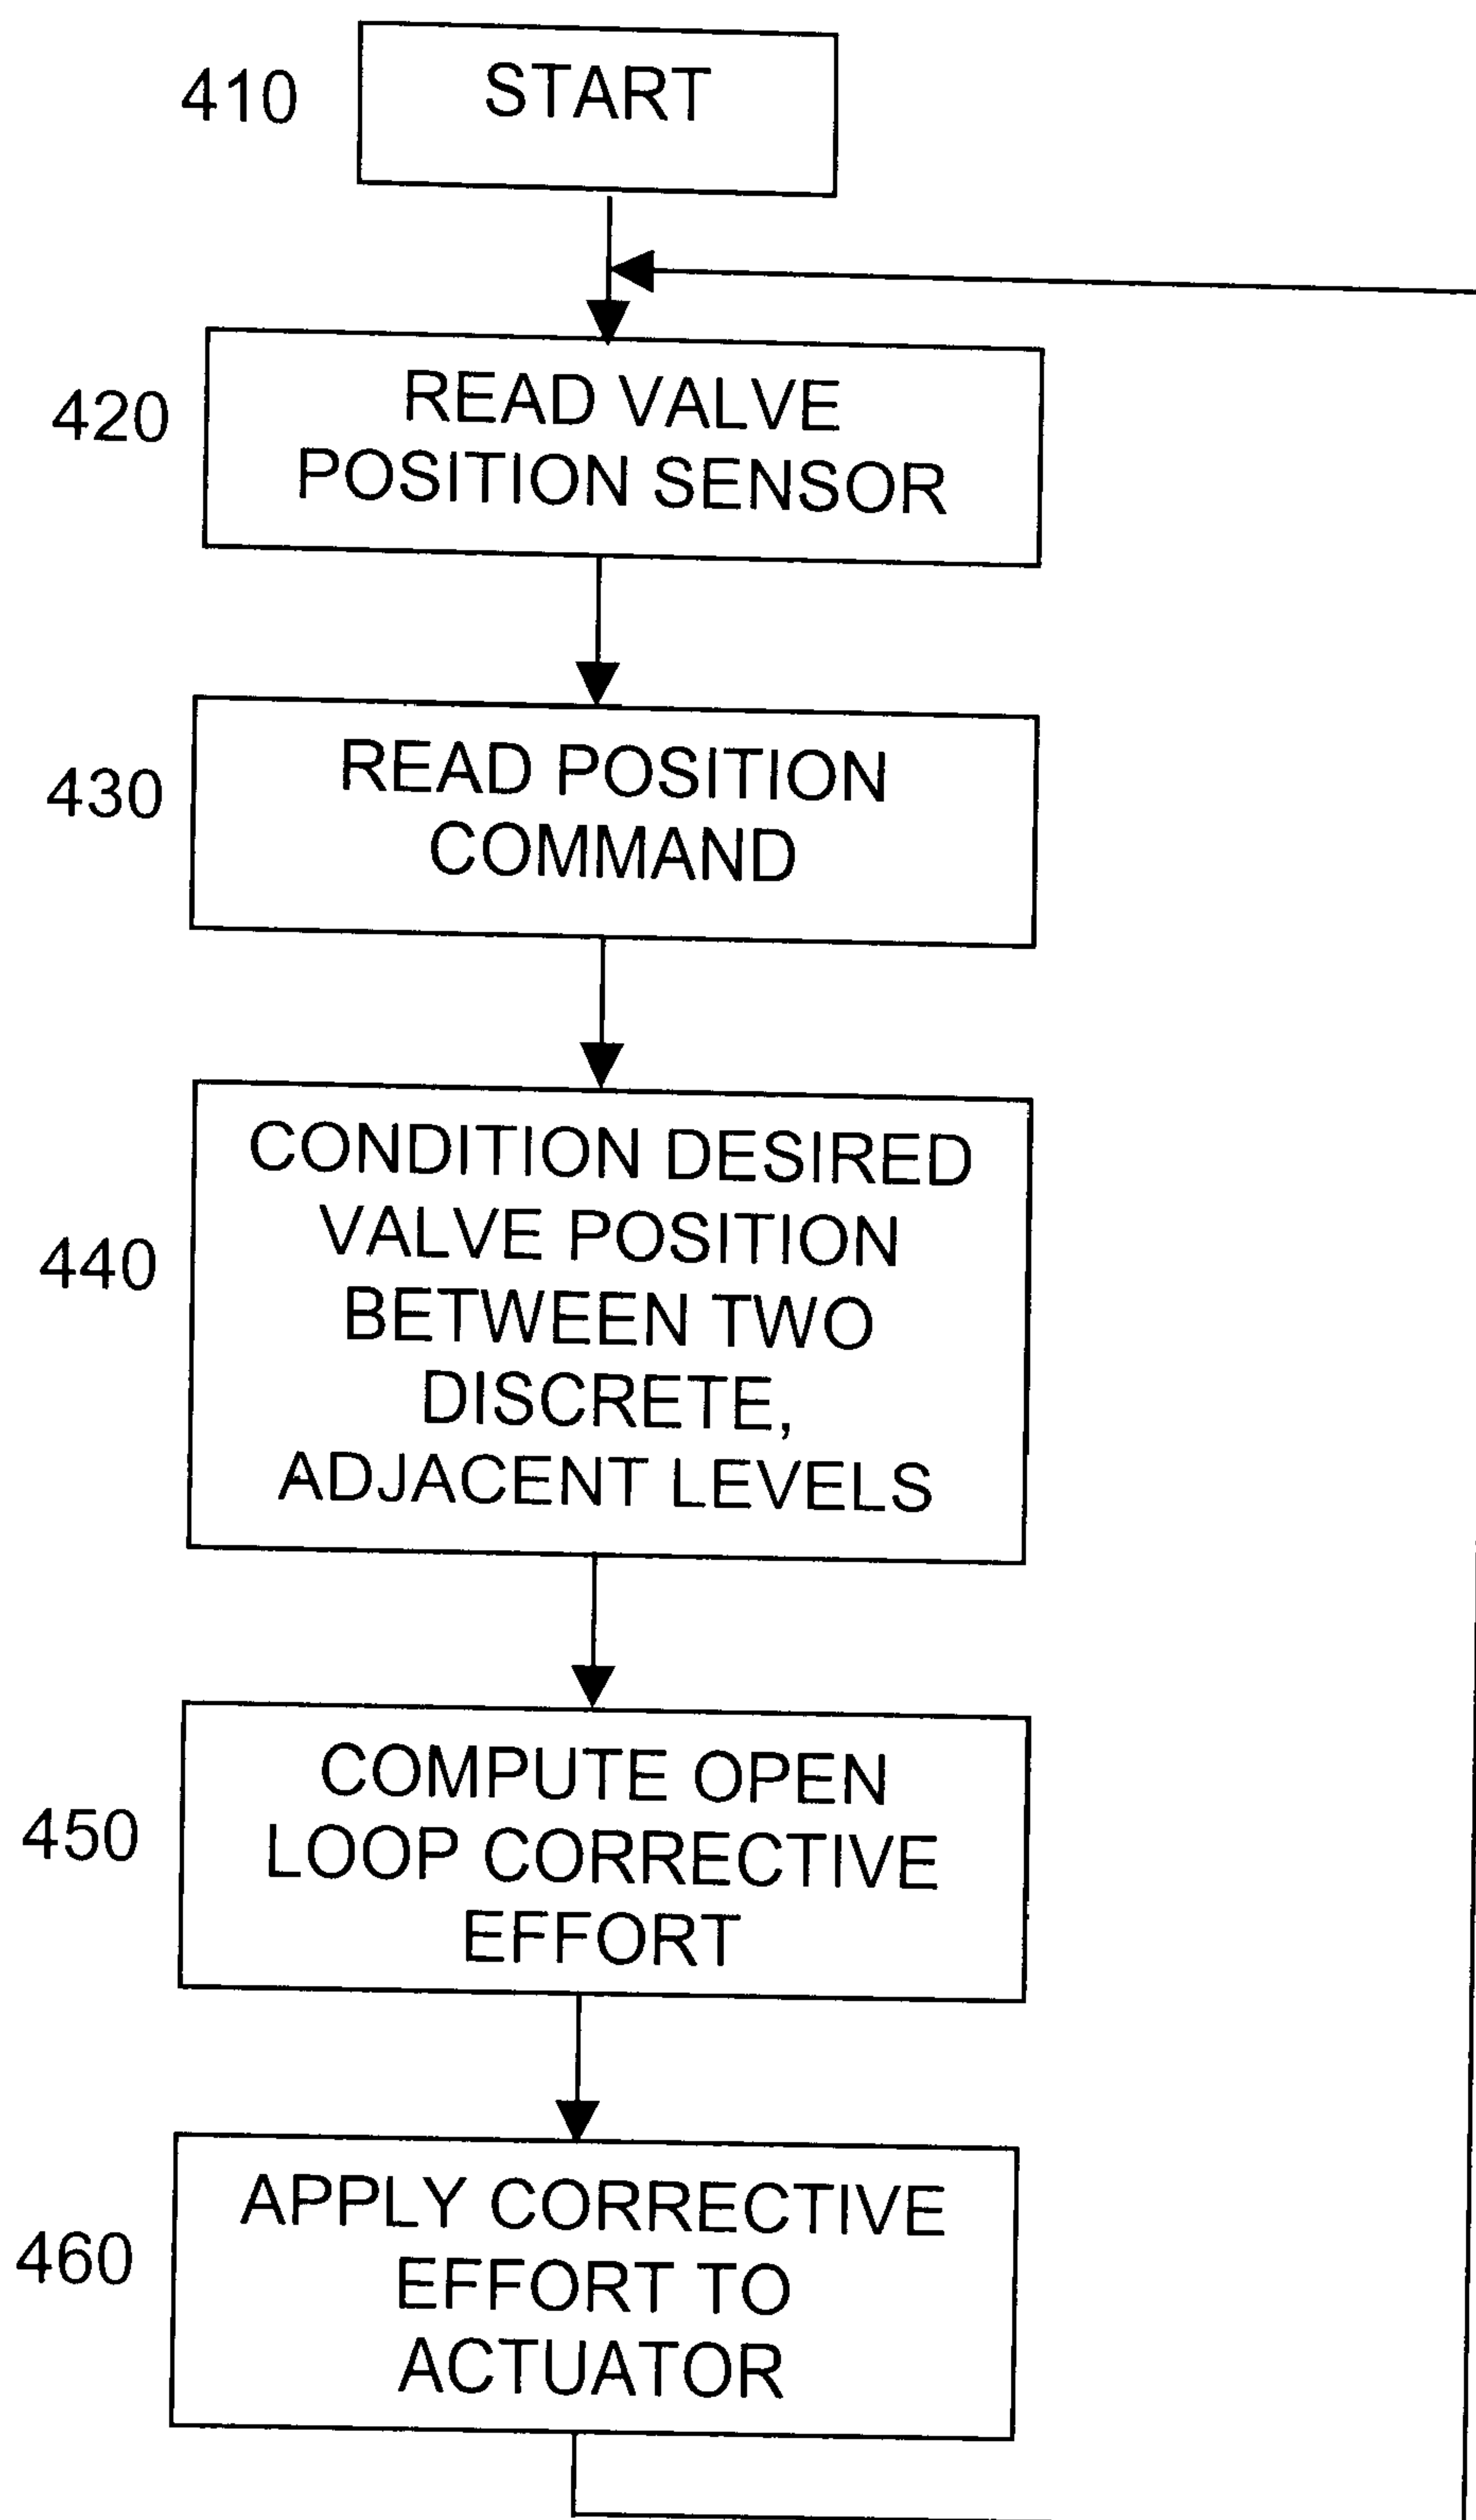 410
START
420
READ VALVE
POSITION SENSOR
430
READ POSITION
COMMAND
440
CONDITION DESIRED
VALVE POSITION
BETWEEN TWO
DISCRETE,
ADJACENT LEVELS
450
COMPUTE OPEN
LOOP CORRECTIVE
EFFORT
460
APPLY CORRECTIVE
EFFORT TO
ACTUATOR